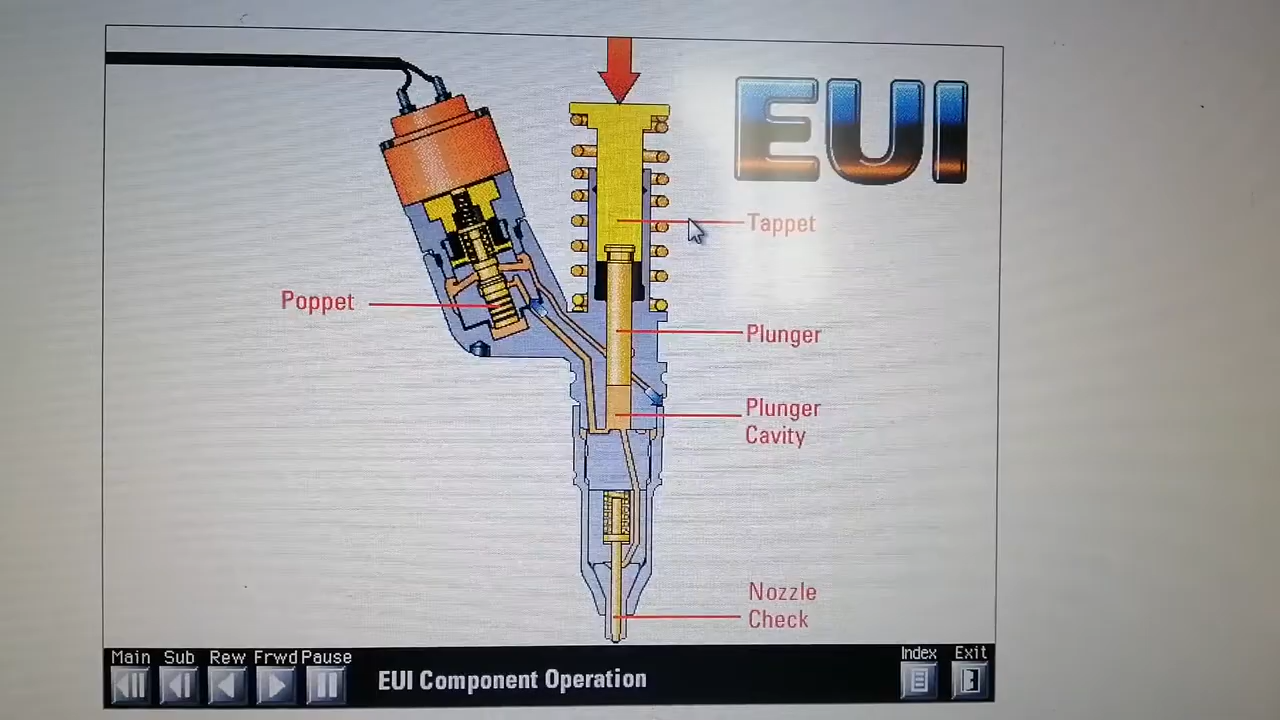 EUI
Tappet
Poppet
Plunger
Plunger
Cavity
Nozzle
Check
Main Sub Rew Frwd Pause
EUI Component Operation
Index Exit